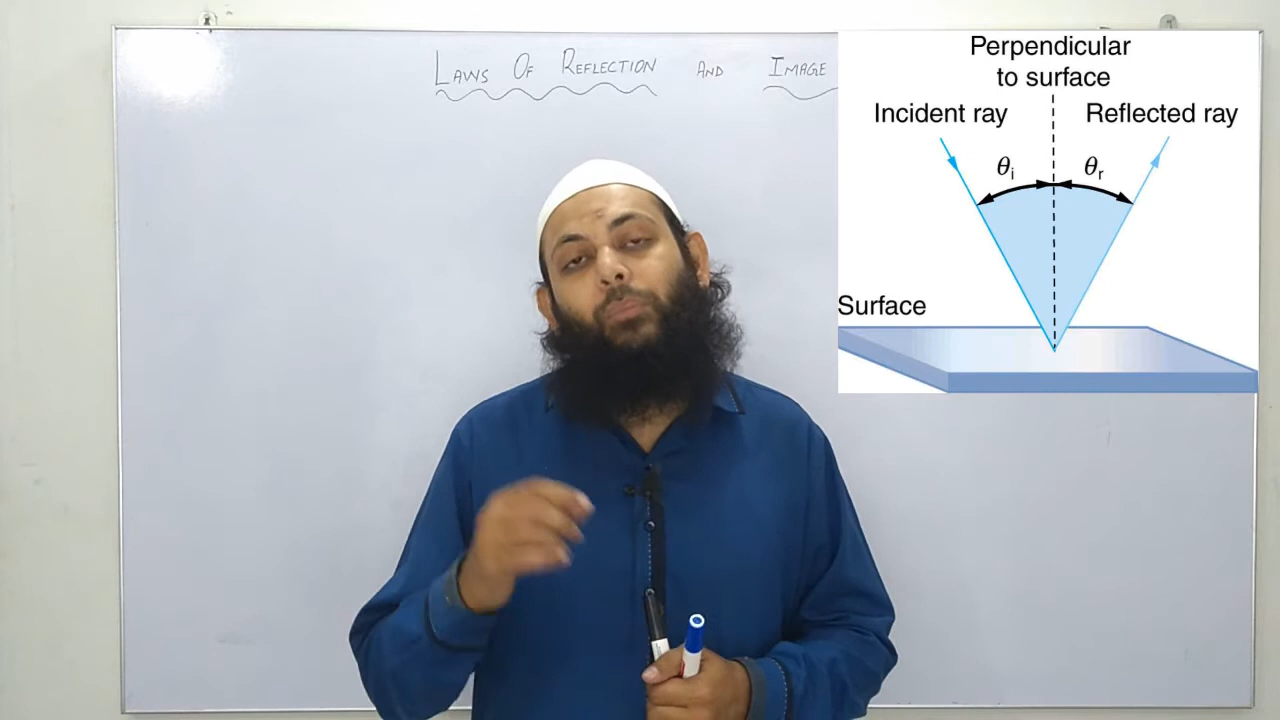 LAWS OF REFLECTION AND IMAGE
Perpendicular
to surface
Incident ray
Reflected ray
θi
θr
Surface